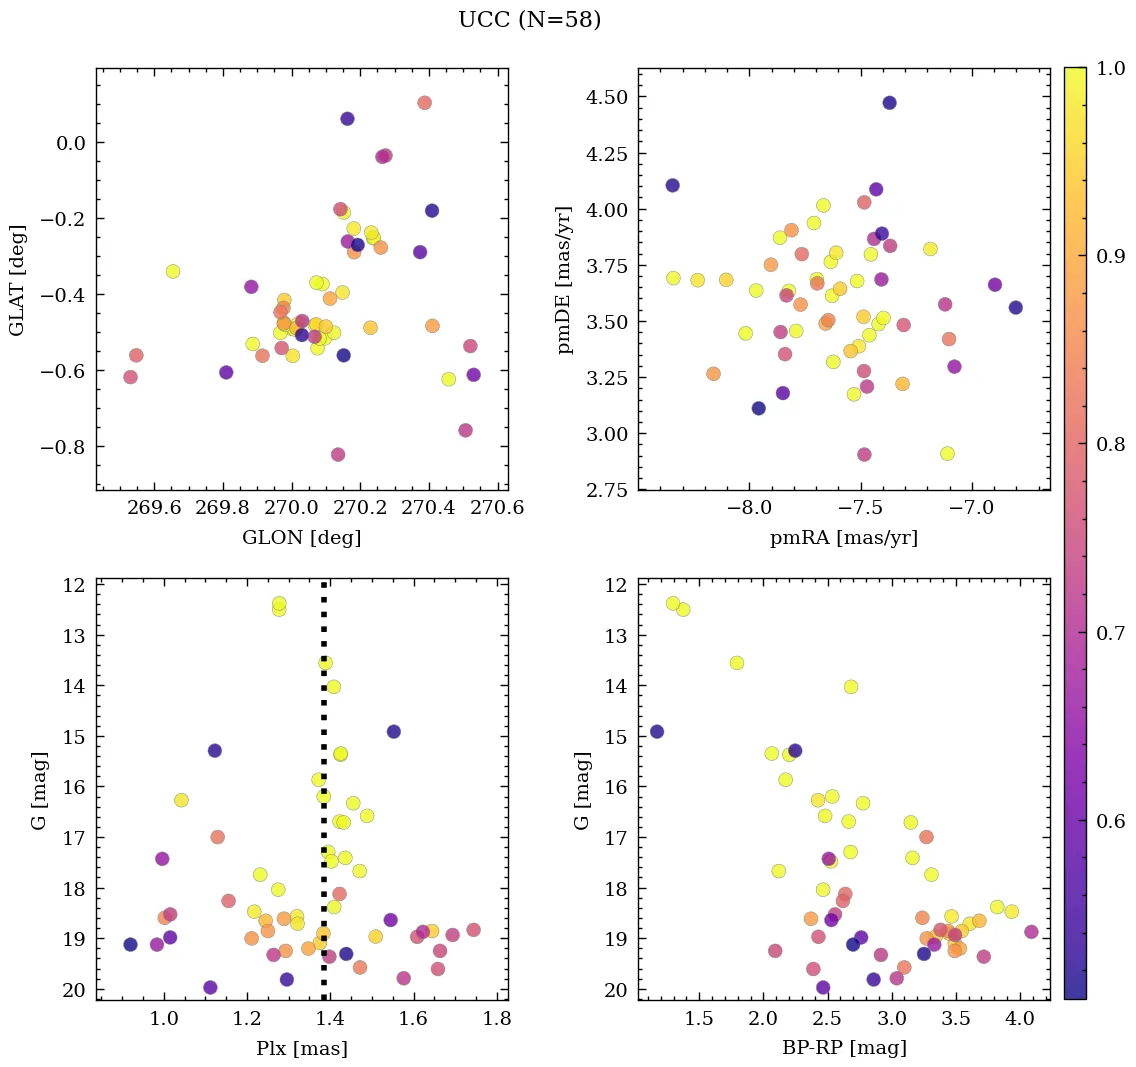 UCC (N=58)
0.0
−0.2
−0.4
−0.6
−0.8
GLAT [deg]
269.6 269.8 270.0 270.2 270.4 270.6
GLON [deg]
4.50
4.25
4.00
3.75
3.50
3.25
3.00
2.75
pmDE [mas/yr]
−8.0 −7.5 −7.0
pmRA [mas/yr]
12
13
14
15
16
17
18
19
20
G [mag]
1.0 1.2 1.4 1.6 1.8
Plx [mas]
12
13
14
15
16
17
18
19
20
G [mag]
1.5 2.0 2.5 3.0 3.5 4.0
BP-RP [mag]
1.0
0.9
0.8
0.7
0.6